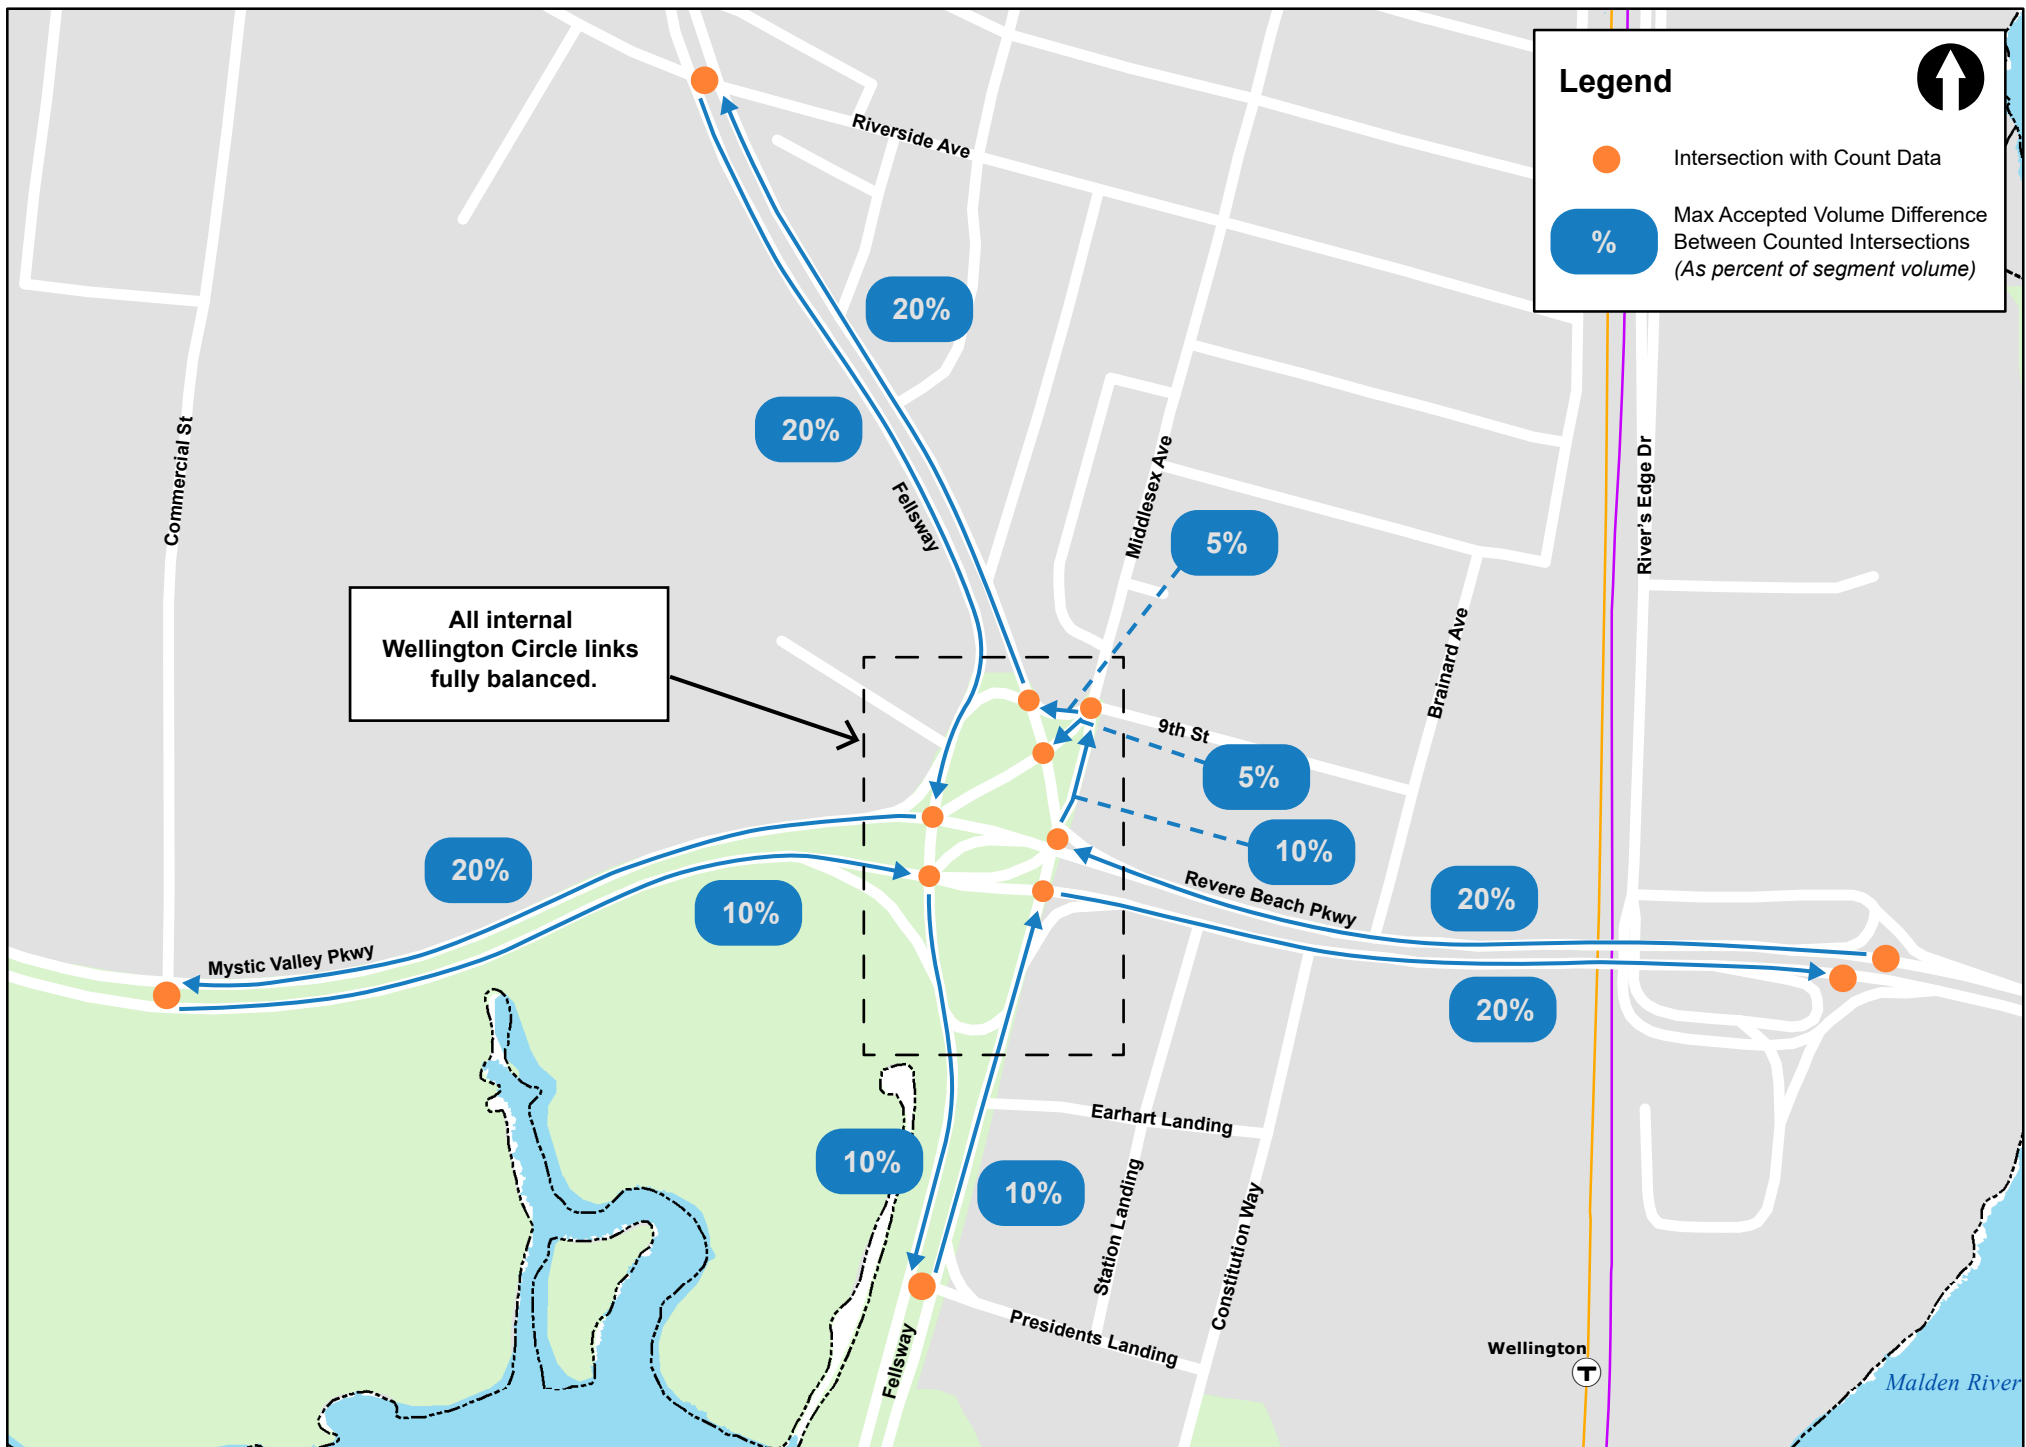 Legend
Intersection with Count Data
%
Max Accepted Volume Difference
Between Counted Intersections
(As percent of segment volume)
Riverside Ave
20%
20%
Commercial St
Fellsway
Middlesex Ave
River's Edge Dr
5%
All internal
Wellington Circle links
fully balanced.
Brainard Ave
9th St
5%
10%
20%
10%
Revere Beach Pkwy
20%
Mystic Valley Pkwy
20%
Earhart Landing
10%
10%
Station Landing
Constitution Way
Presidents Landing
Fellsway
Wellington
T
Malden River